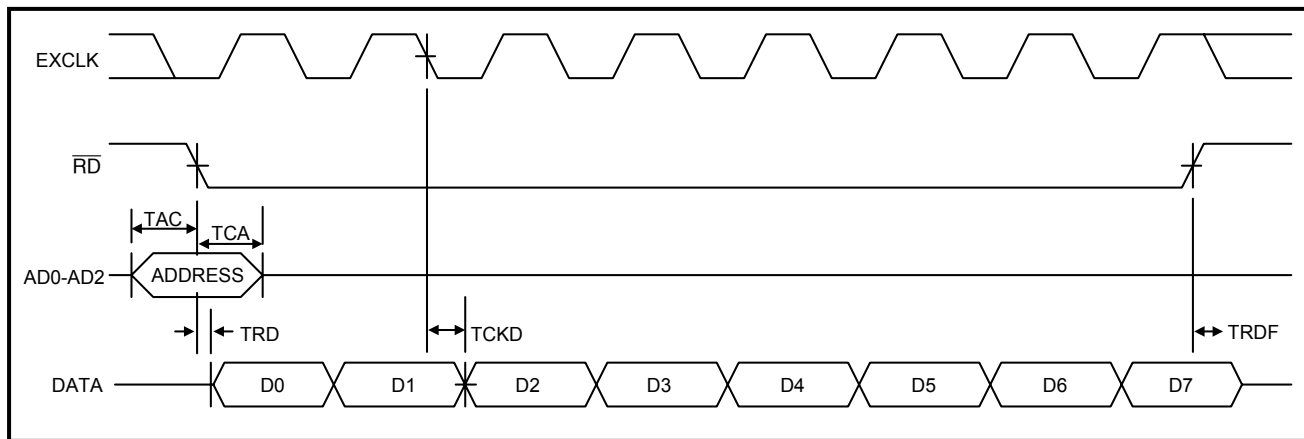 EXCLK
RD
TAC
TCA
AD0-AD2
ADDRESS
TRD
TCKD
TRDF
DATA
D0 D1 D2 D3 D4 D5 D6 D7